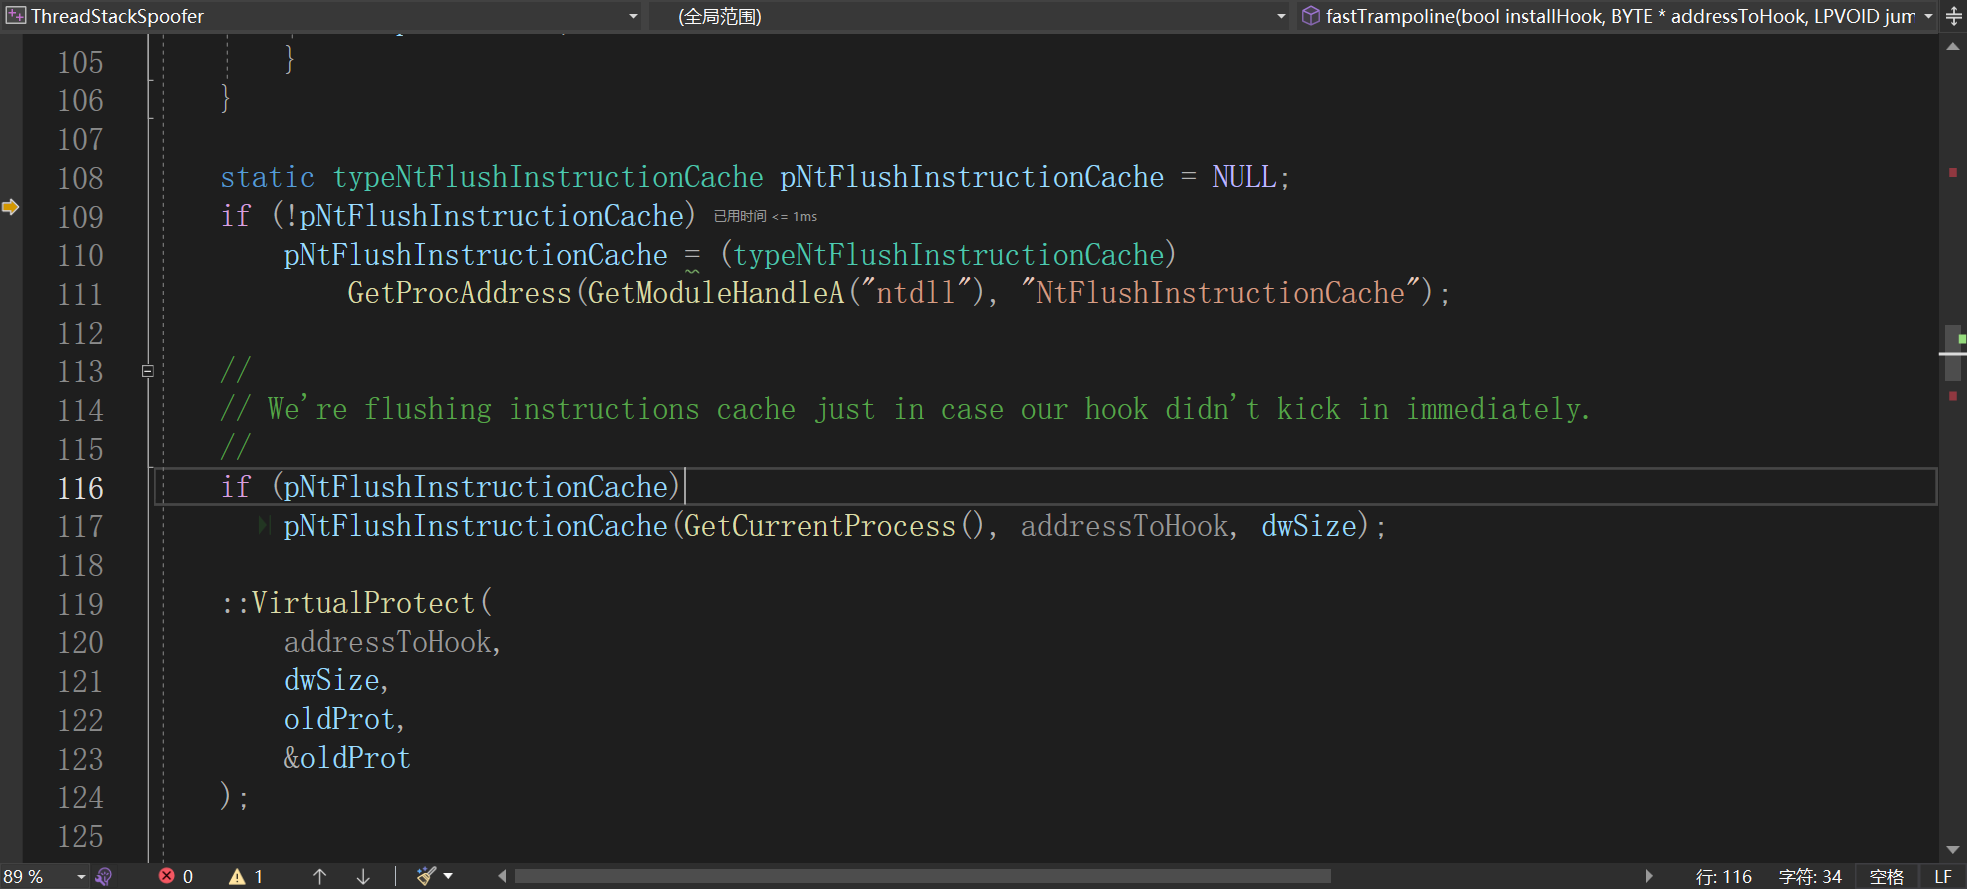 ThreadStackSpoofer (全局范围) fastTrampoline(bool installHook, BYTE * addressToHook, LPVOID jum
105 }
106 }
107
108 static typeNtFlushInstructionCache pNtFlushInstructionCache = NULL;
109 if (!pNtFlushInstructionCache) 已用时间 <= 1ms
110 pNtFlushInstructionCache = (typeNtFlushInstructionCache)
111 GetProcAddress(GetModuleHandleA("ntdll"), "NtFlushInstructionCache");
112
113 //
114 // We're flushing instructions cache just in case our hook didn't kick in immediately.
115 //
116 if (pNtFlushInstructionCache)
117 pNtFlushInstructionCache(GetCurrentProcess(), addressToHook, dwSize);
118
119 ::VirtualProtect(
120 addressToHook,
121 dwSize,
122 oldProt,
123 &oldProt
124 );
125
89 % 0 1 行: 116 字符: 34 空格 LF